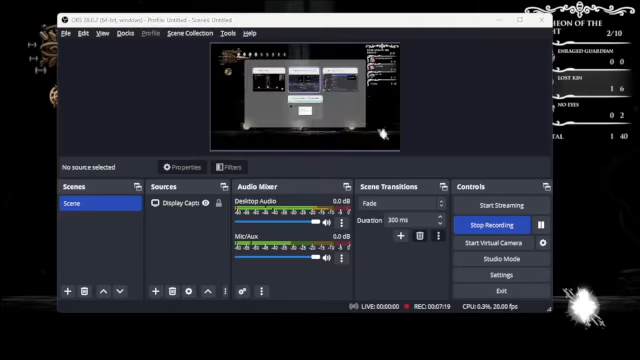 OBS 28.0.2 (64-bit, windows) - Profile: Untitled - Scenes: Untitled
File Edit View Docks Profile Scene Collection Tools Help
2/10
ENRAGED GUARDIAN
0 0
LOST KIN
1 6
NO EYES
0 2
1 40
No source selected
Properties
Filters
Scenes
Scene
Sources
Display Capt
Audio Mixer
Desktop Audio
0.0 dB
Mic/Aux
0.0 dB
Scene Transitions
Fade
Duration 300 ms
Controls
Start Streaming
Stop Recording
Start Virtual Camera
Studio Mode
Settings
Exit
LIVE: 00:00:00
REC: 00:07:19
CPU: 0.3%, 20.00 fps